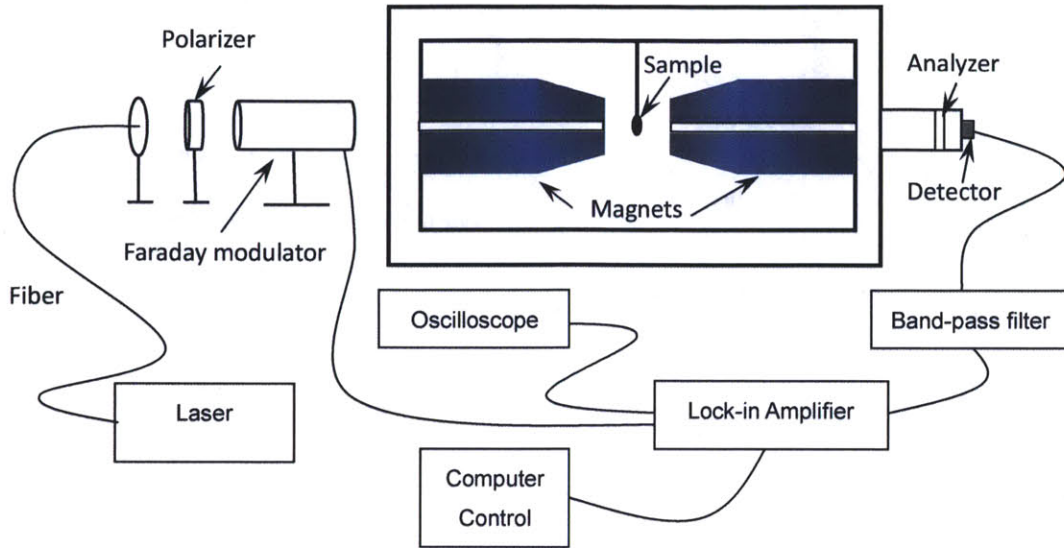 Polarizer
Sample
Analyzer
Magnets
Detector
Faraday modulator
Fiber
Oscilloscope
Band-pass filter
Laser
Lock-in Amplifier
Computer
Control